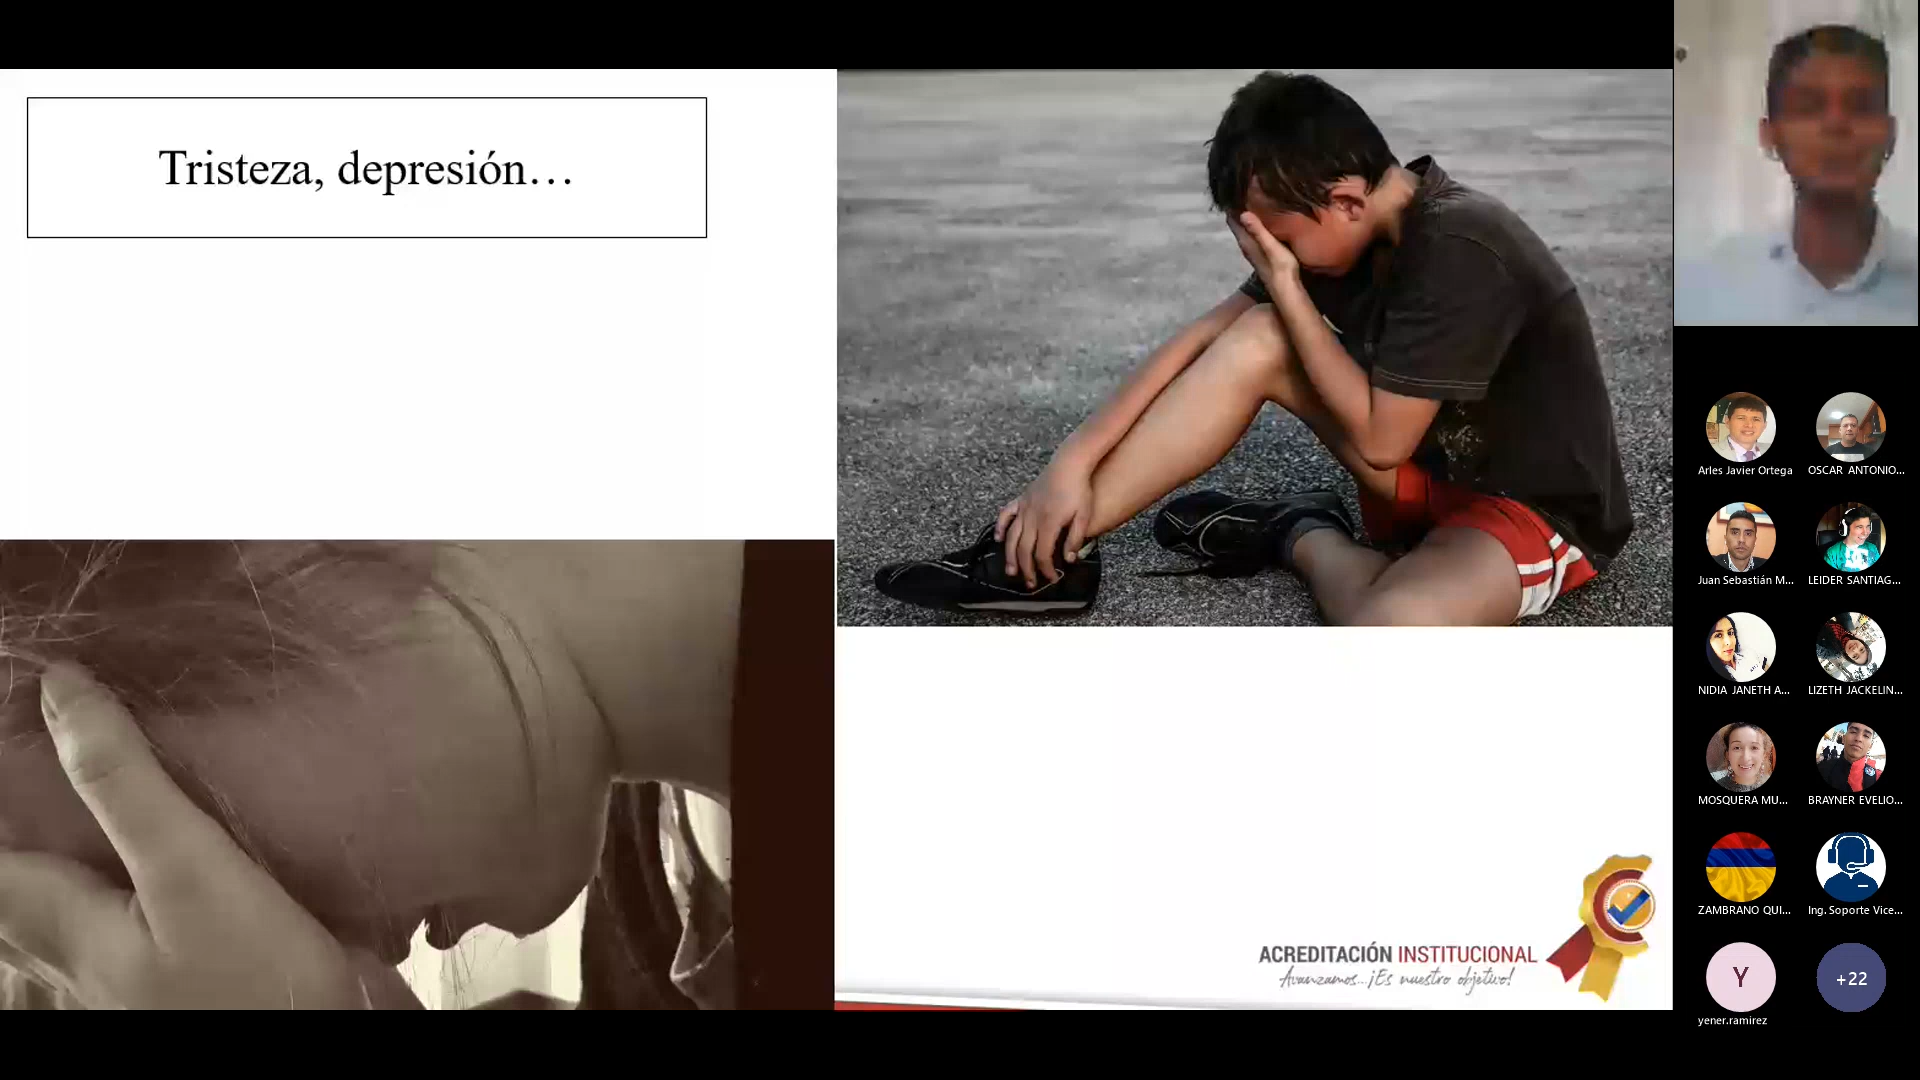 Tristeza, depresión…
ACREDITACIÓN INSTITUCIONAL
Avanzamos...¡Es nuestro objetivo!
Arles Javier Ortega
OSCAR ANTONIO...
Juan Sebastián M...
LEIDER SANTIAG...
NIDIA JANETH A...
LIZETH JACKELIN...
MOSQUERA MU...
BRAYNER EVELIO...
ZAMBRANO QUI...
Ing. Soporte Vice...
Y
+22
yener.ramirez